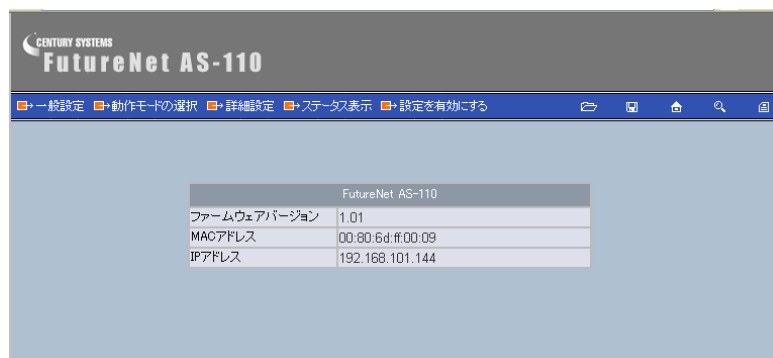 CENTURY SYSTEMS
FutureNet AS-110
一般設定 動作モードの選択 詳細設定 ステータス表示 設定を有効にする
FutureNet AS-110
ファームウェアバージョン 1.01
MACアドレス 00:80:6d:ff:00:09
IPアドレス 192.168.101.144